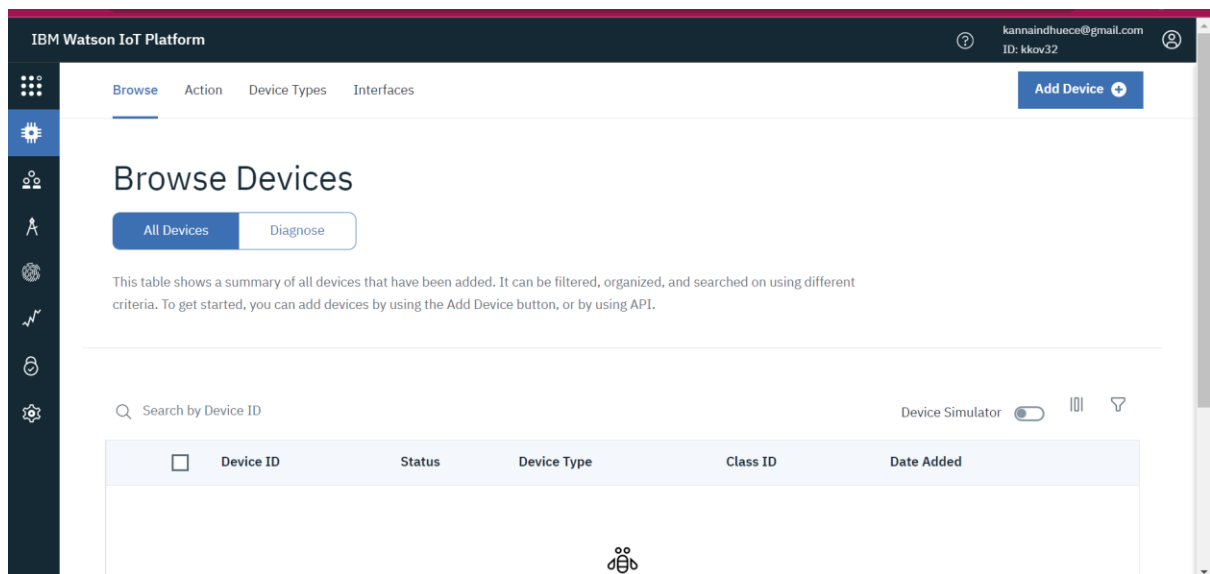 IBM Watson IoT Platform
kannaindhuece@gmail.com
ID: kkov32
Browse Action Device Types Interfaces
Add Device
Browse Devices
All Devices Diagnose
This table shows a summary of all devices that have been added. It can be filtered, organized, and searched on using different
criteria. To get started, you can add devices by using the Add Device button, or by using API.
Search by Device ID
Device Simulator
Device ID Status Device Type Class ID Date Added